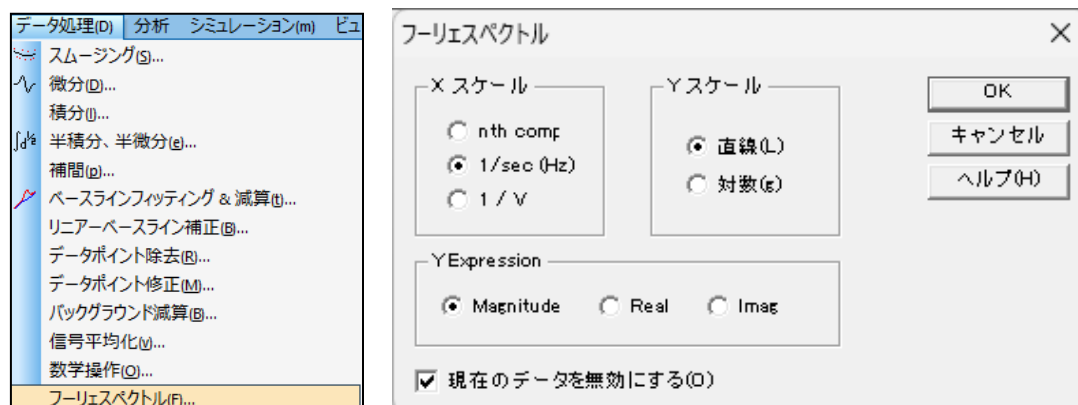 データ処理(D) 分析 シミュレーション(m) ビュ
スムージング(S)...
微分(D)...
積分(I)...
半積分、半微分(e)...
補間(p)...
ベースラインフィッティング & 減算(t)...
リニアーベースライン補正(B)...
データポイント除去(R)...
データポイント修正(M)...
バックグラウンド減算(B)...
信号平均化(v)...
数学操作(O)...
フーリェスペクトル(F)...
フーリェスペクトル
X スケール
nth comp
1/sec (Hz)
1 / V
Y スケール
直線(L)
対数(g)
OK
キャンセル
ヘルプ(H)
Y Expression
Magnitude Real Imag
現在のデータを無効にする(O)